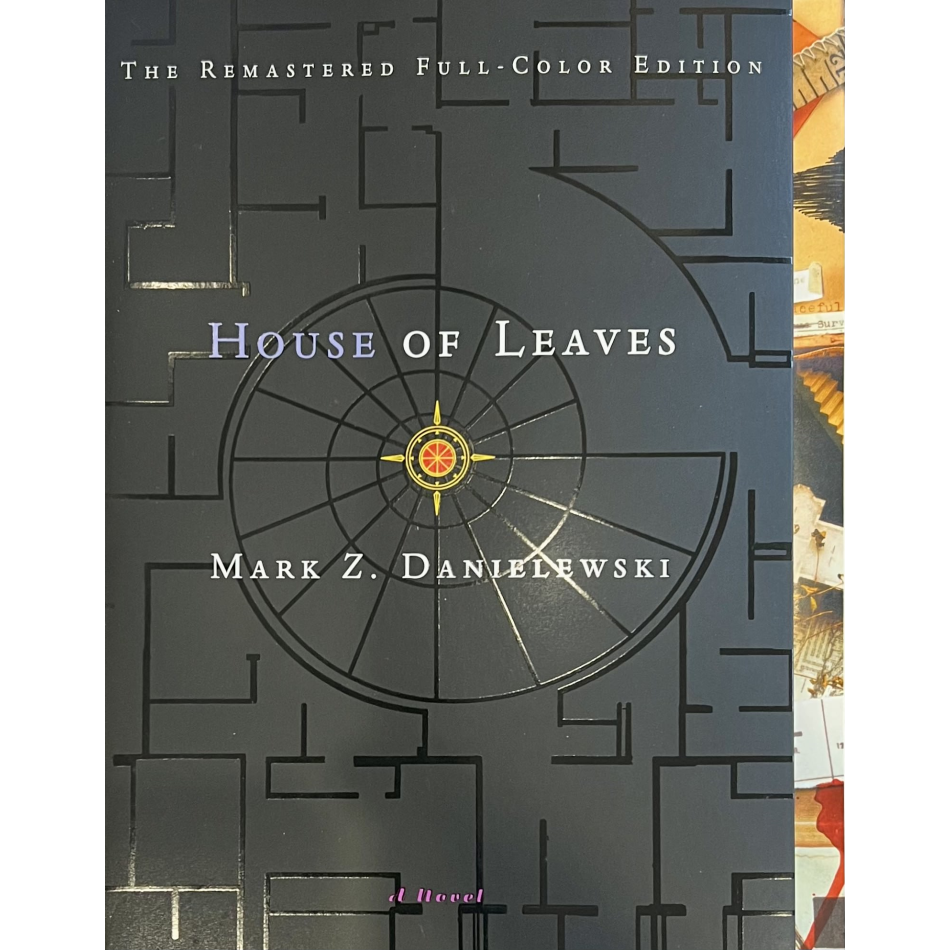 The Remastered Full-Color Edition
House of Leaves
Mark Z. Danielewski
a Novel